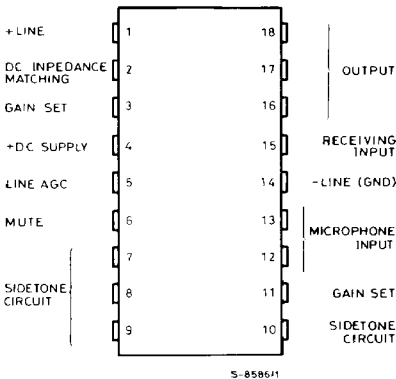 +LINE
1
18
DC INPEDANCE
MATCHING
2
17
OUTPUT
GAIN SET
3
16
+DC SUPPLY
4
15
RECEIVING
INPUT
LINE AGC
5
14
-LINE (GND)
MUTE
6
13
MICROPHONE
INPUT
7
12
SIDETONE
CIRCUIT
8
11
GAIN SET
9
10
SIDETONE
CIRCUIT
S-8586/1